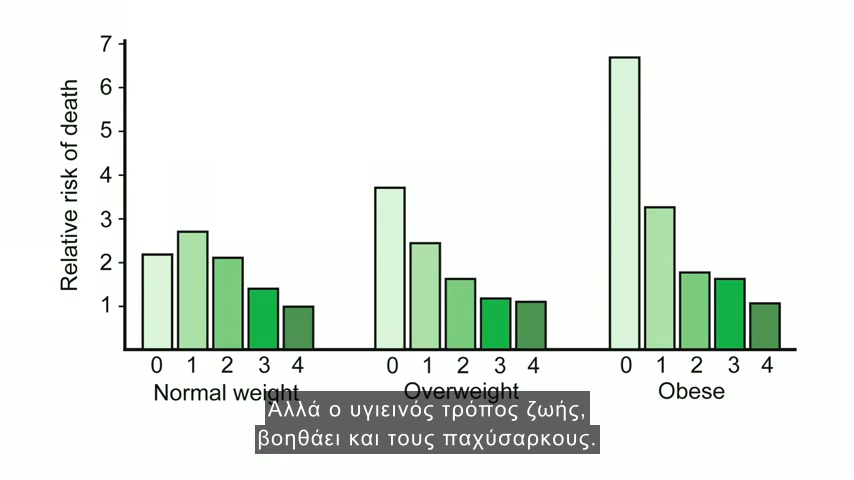 7
6
5
4
3
2
1
Relative risk of death
0 1 2 3 4
Normal weight
0 1 2 3 4
Overweight
0 1 2 3 4
Obese
Αλλά ο υγιεινός τρόπος ζωής,
βοηθάει και τους παχύσαρκους.